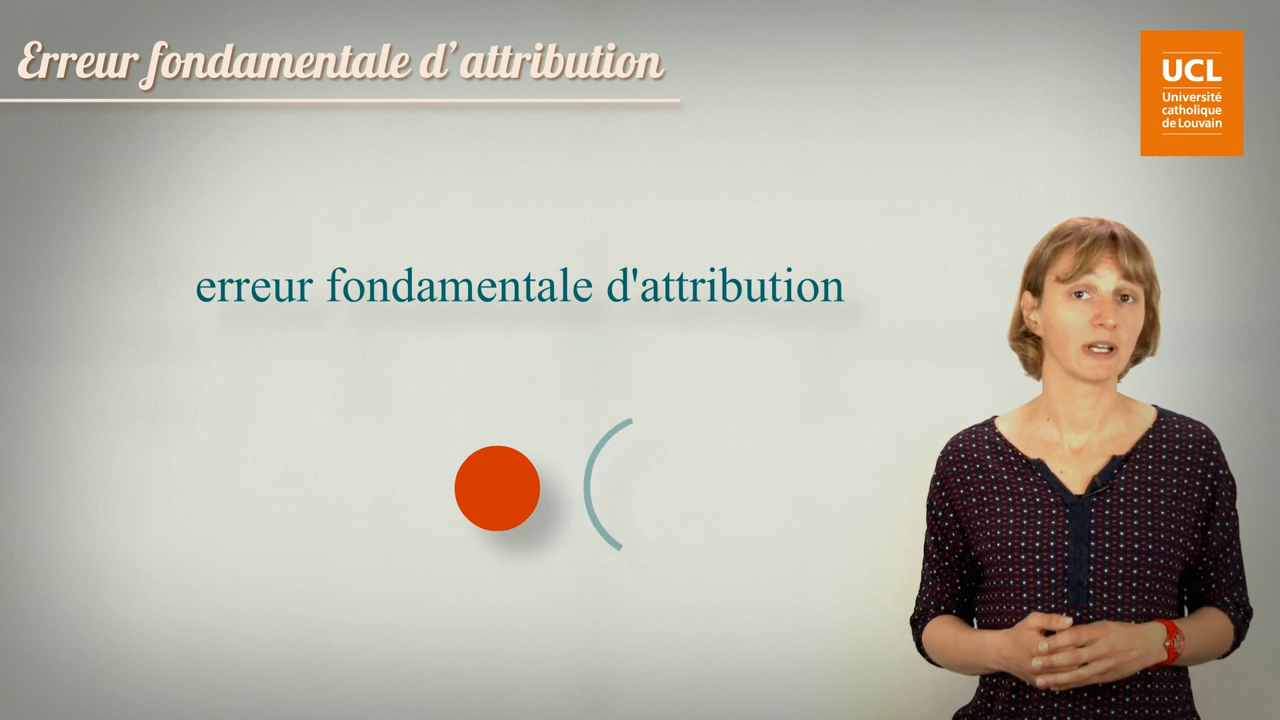 Erreur fondamentale d’attribution
UCL
Université
catholique
de Louvain
erreur fondamentale d'attribution